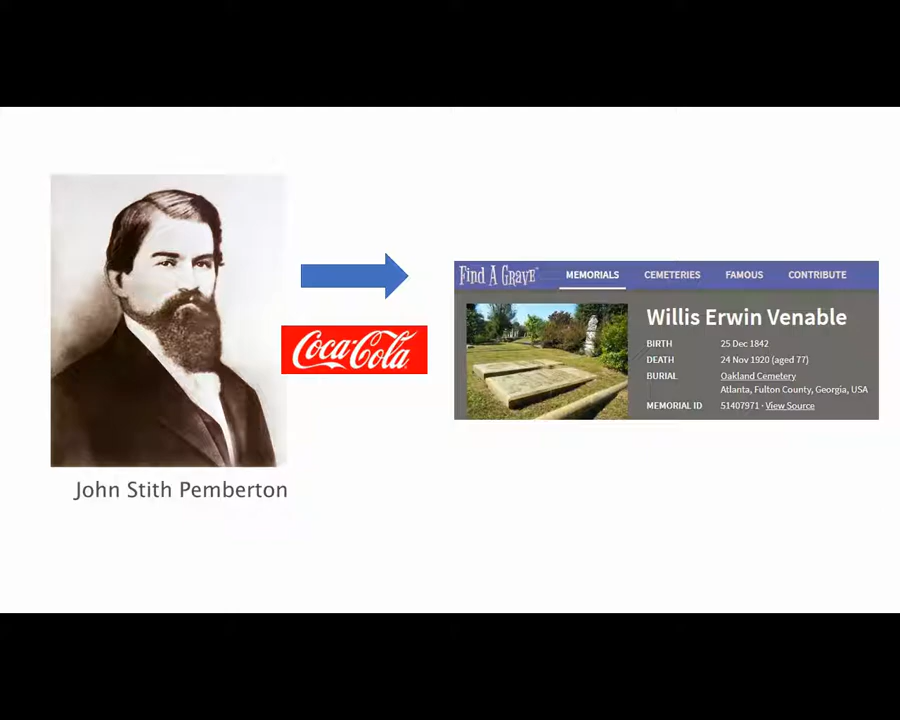 John Stith Pemberton
Coca-Cola
Find A Grave
MEMORIALS CEMETERIES FAMOUS CONTRIBUTE
Willis Erwin Venable
BIRTH 25 Dec 1842
DEATH 24 Nov 1920 (aged 77)
BURIAL Oakland Cemetery
Atlanta, Fulton County, Georgia, USA
MEMORIAL ID 51407971 · View Source